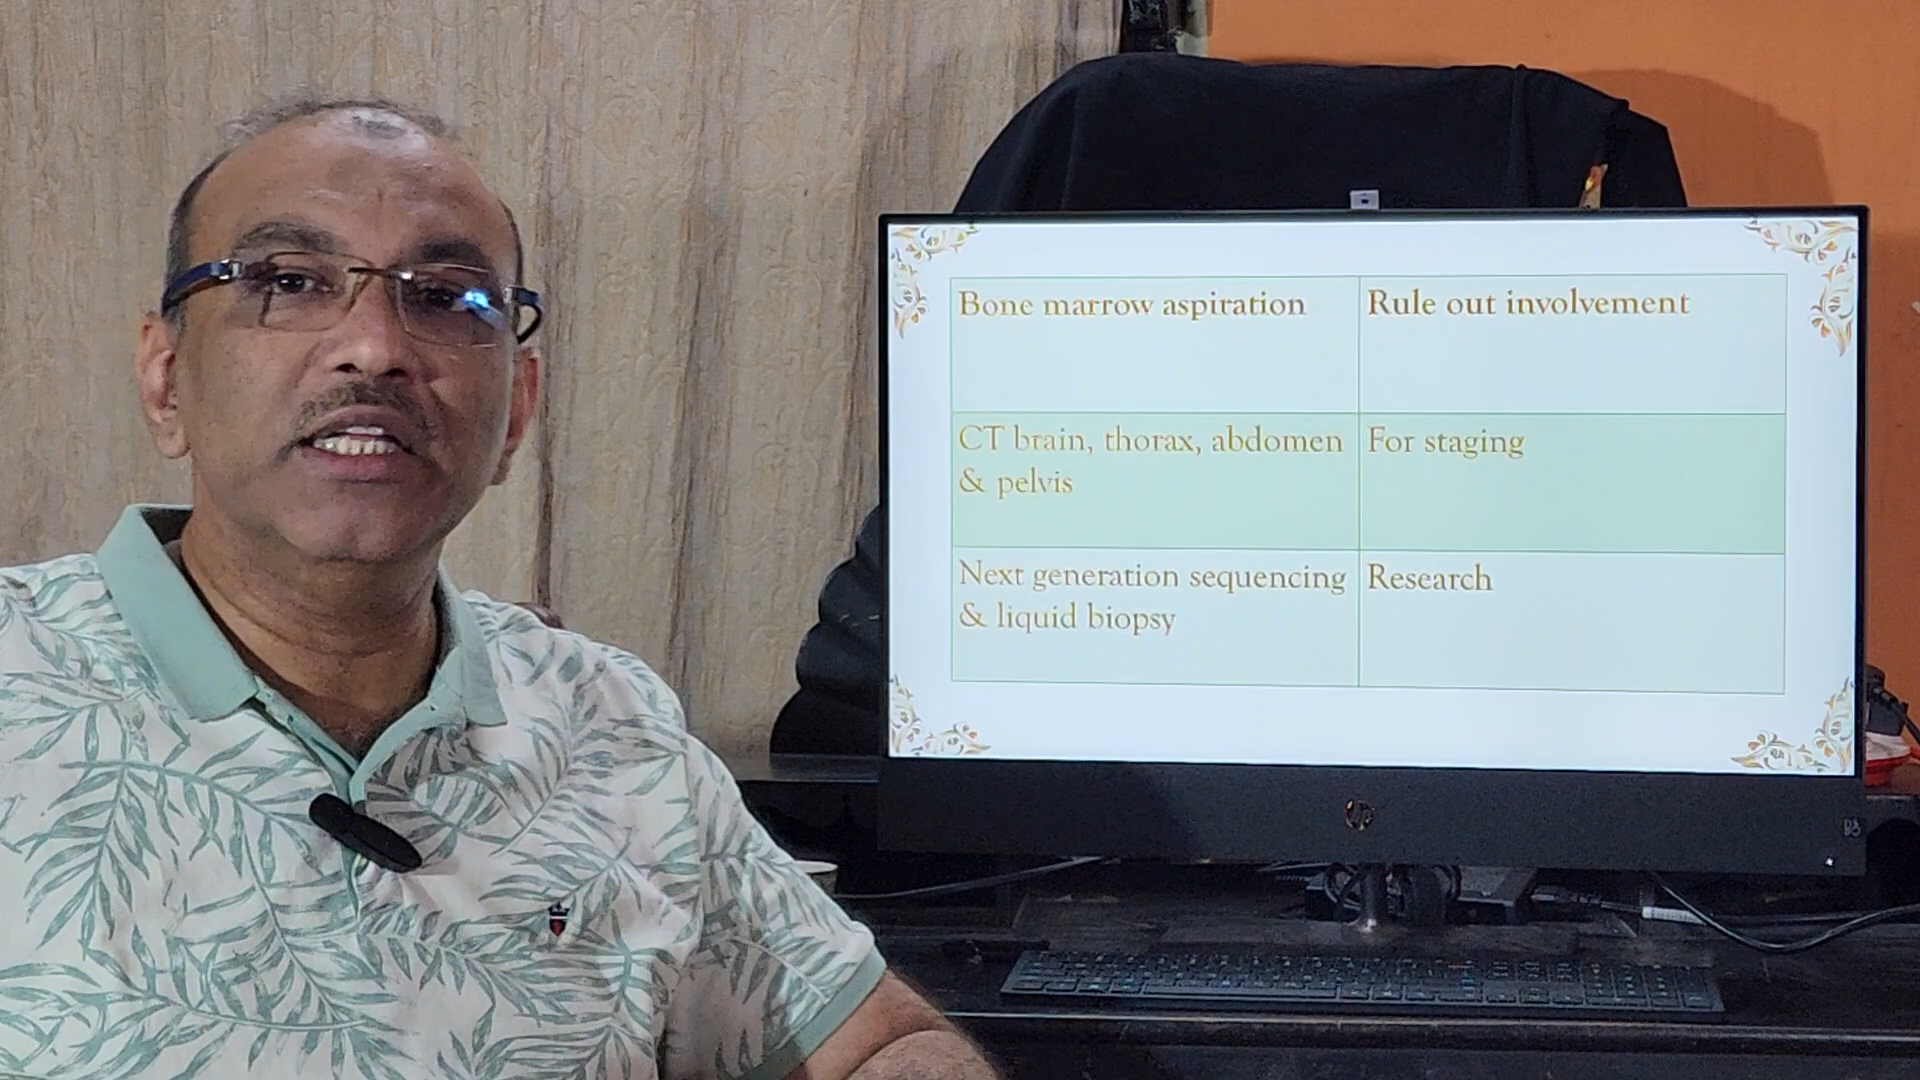 Bone marrow aspiration
Rule out involvement
CT brain, thorax, abdomen
& pelvis
For staging
Next generation sequencing
& liquid biopsy
Research
hp